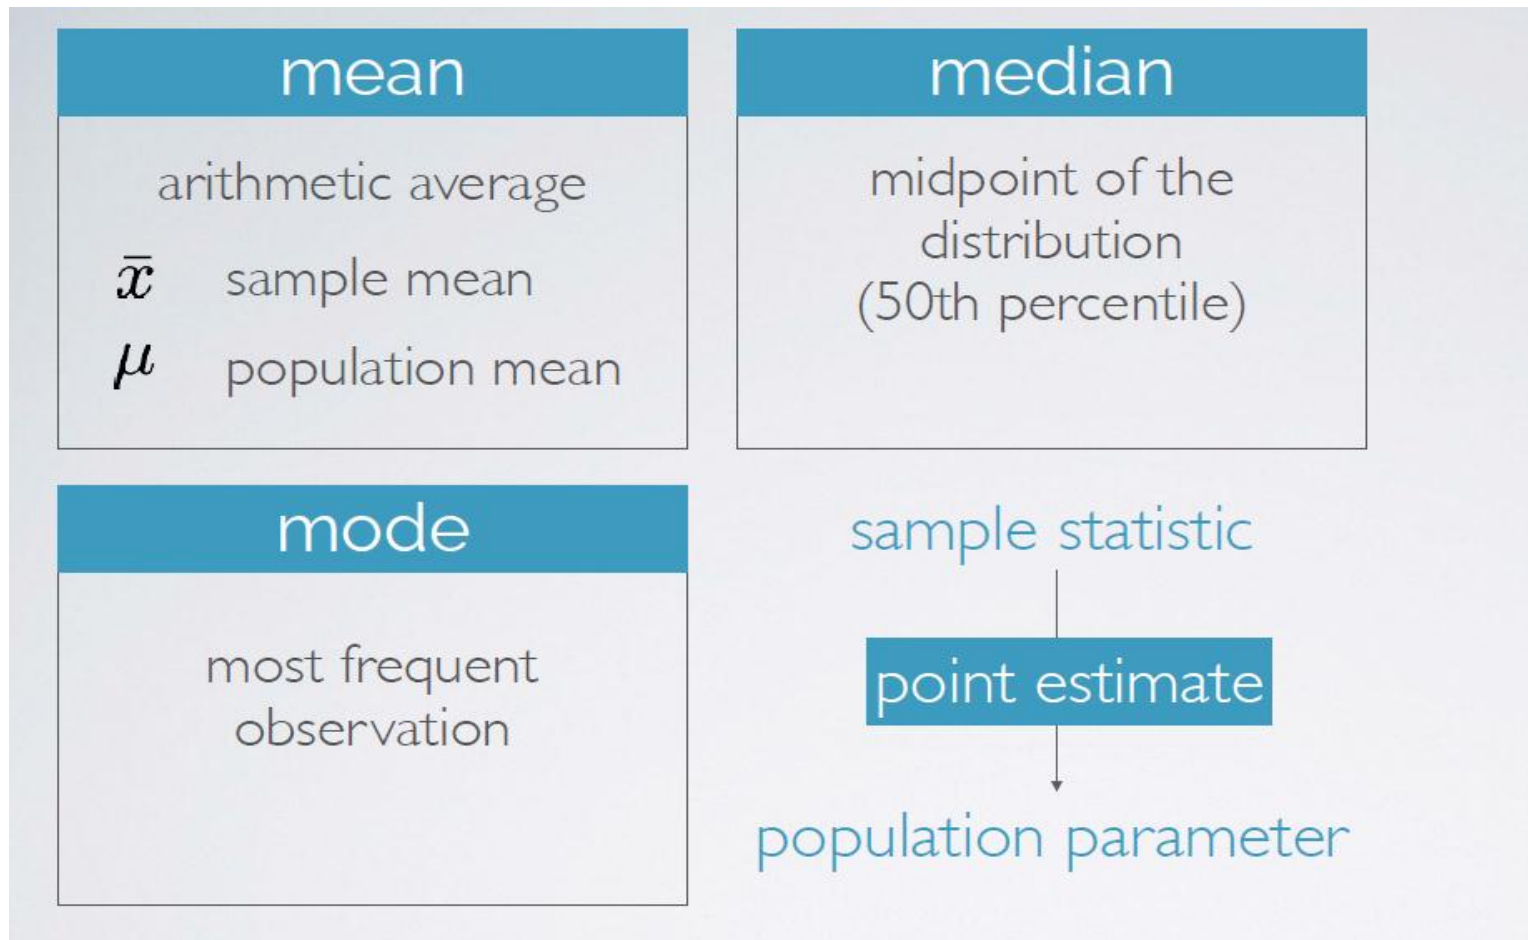 mean
arithmetic average
x̄ sample mean
μ population mean
median
midpoint of the
distribution
(50th percentile)
mode
most frequent
observation
sample statistic
point estimate
population parameter